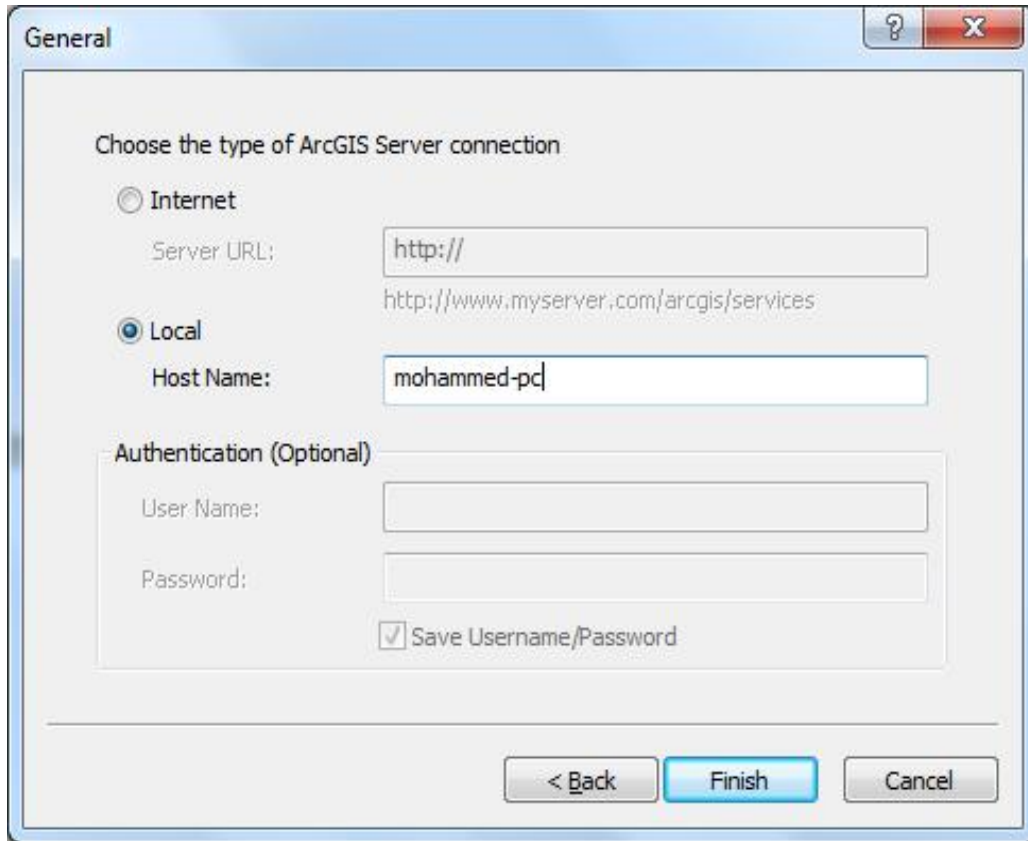 General
Choose the type of ArcGIS Server connection
Internet
Server URL: http://
http://www.myserver.com/arcgis/services
Local
Host Name: mohammed-pc
Authentication (Optional)
User Name:
Password:
Save Username/Password
< Back Finish Cancel